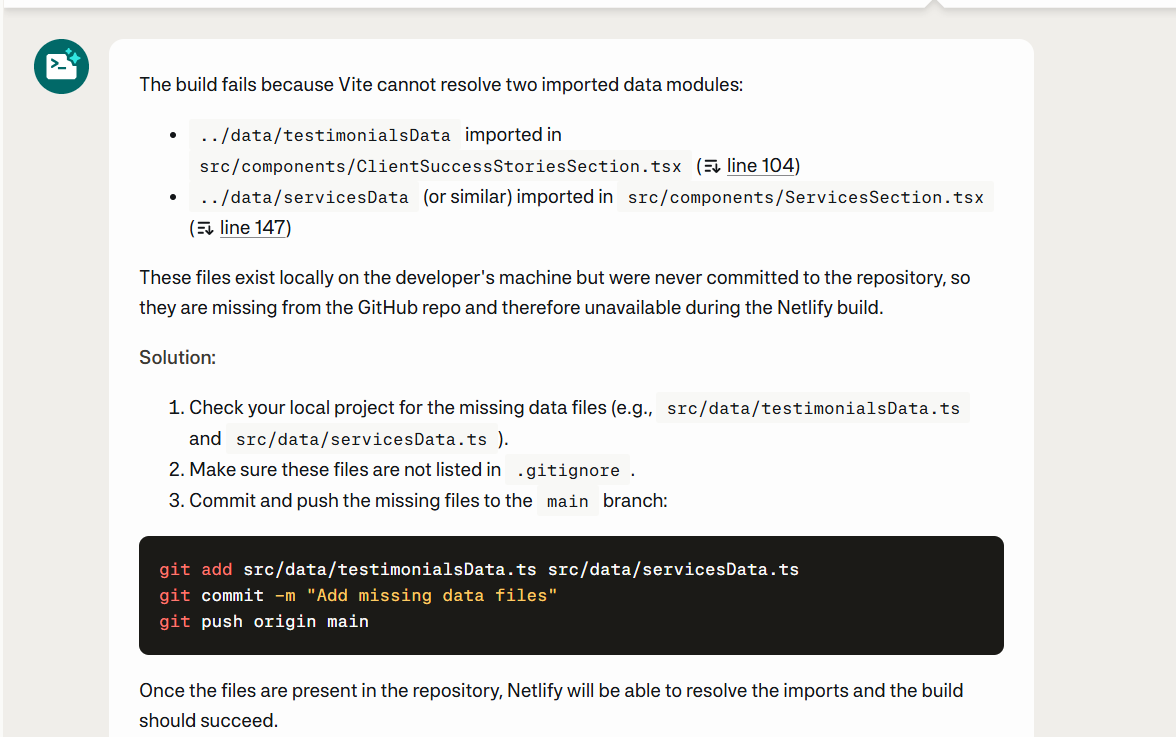 The build fails because Vite cannot resolve two imported data modules:
• ../data/testimonialsData imported in
src/components/ClientSuccessStoriesSection.tsx (line 104)
• ../data/servicesData (or similar) imported in src/components/ServicesSection.tsx
(line 147)
These files exist locally on the developer's machine but were never committed to the repository, so
they are missing from the GitHub repo and therefore unavailable during the Netlify build.
Solution:
1. Check your local project for the missing data files (e.g., src/data/testimonialsData.ts
and src/data/servicesData.ts ).
2. Make sure these files are not listed in .gitignore .
3. Commit and push the missing files to the main branch:
git add src/data/testimonialsData.ts src/data/servicesData.ts
git commit -m "Add missing data files"
git push origin main
Once the files are present in the repository, Netlify will be able to resolve the imports and the build
should succeed.